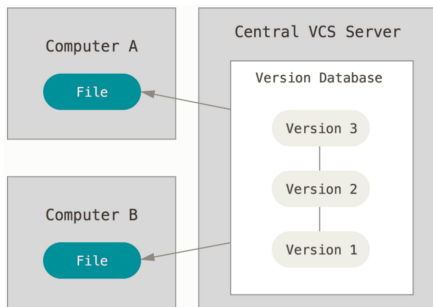 Computer A
File
Computer B
File
Central VCS Server
Version Database
Version 3
Version 2
Version 1